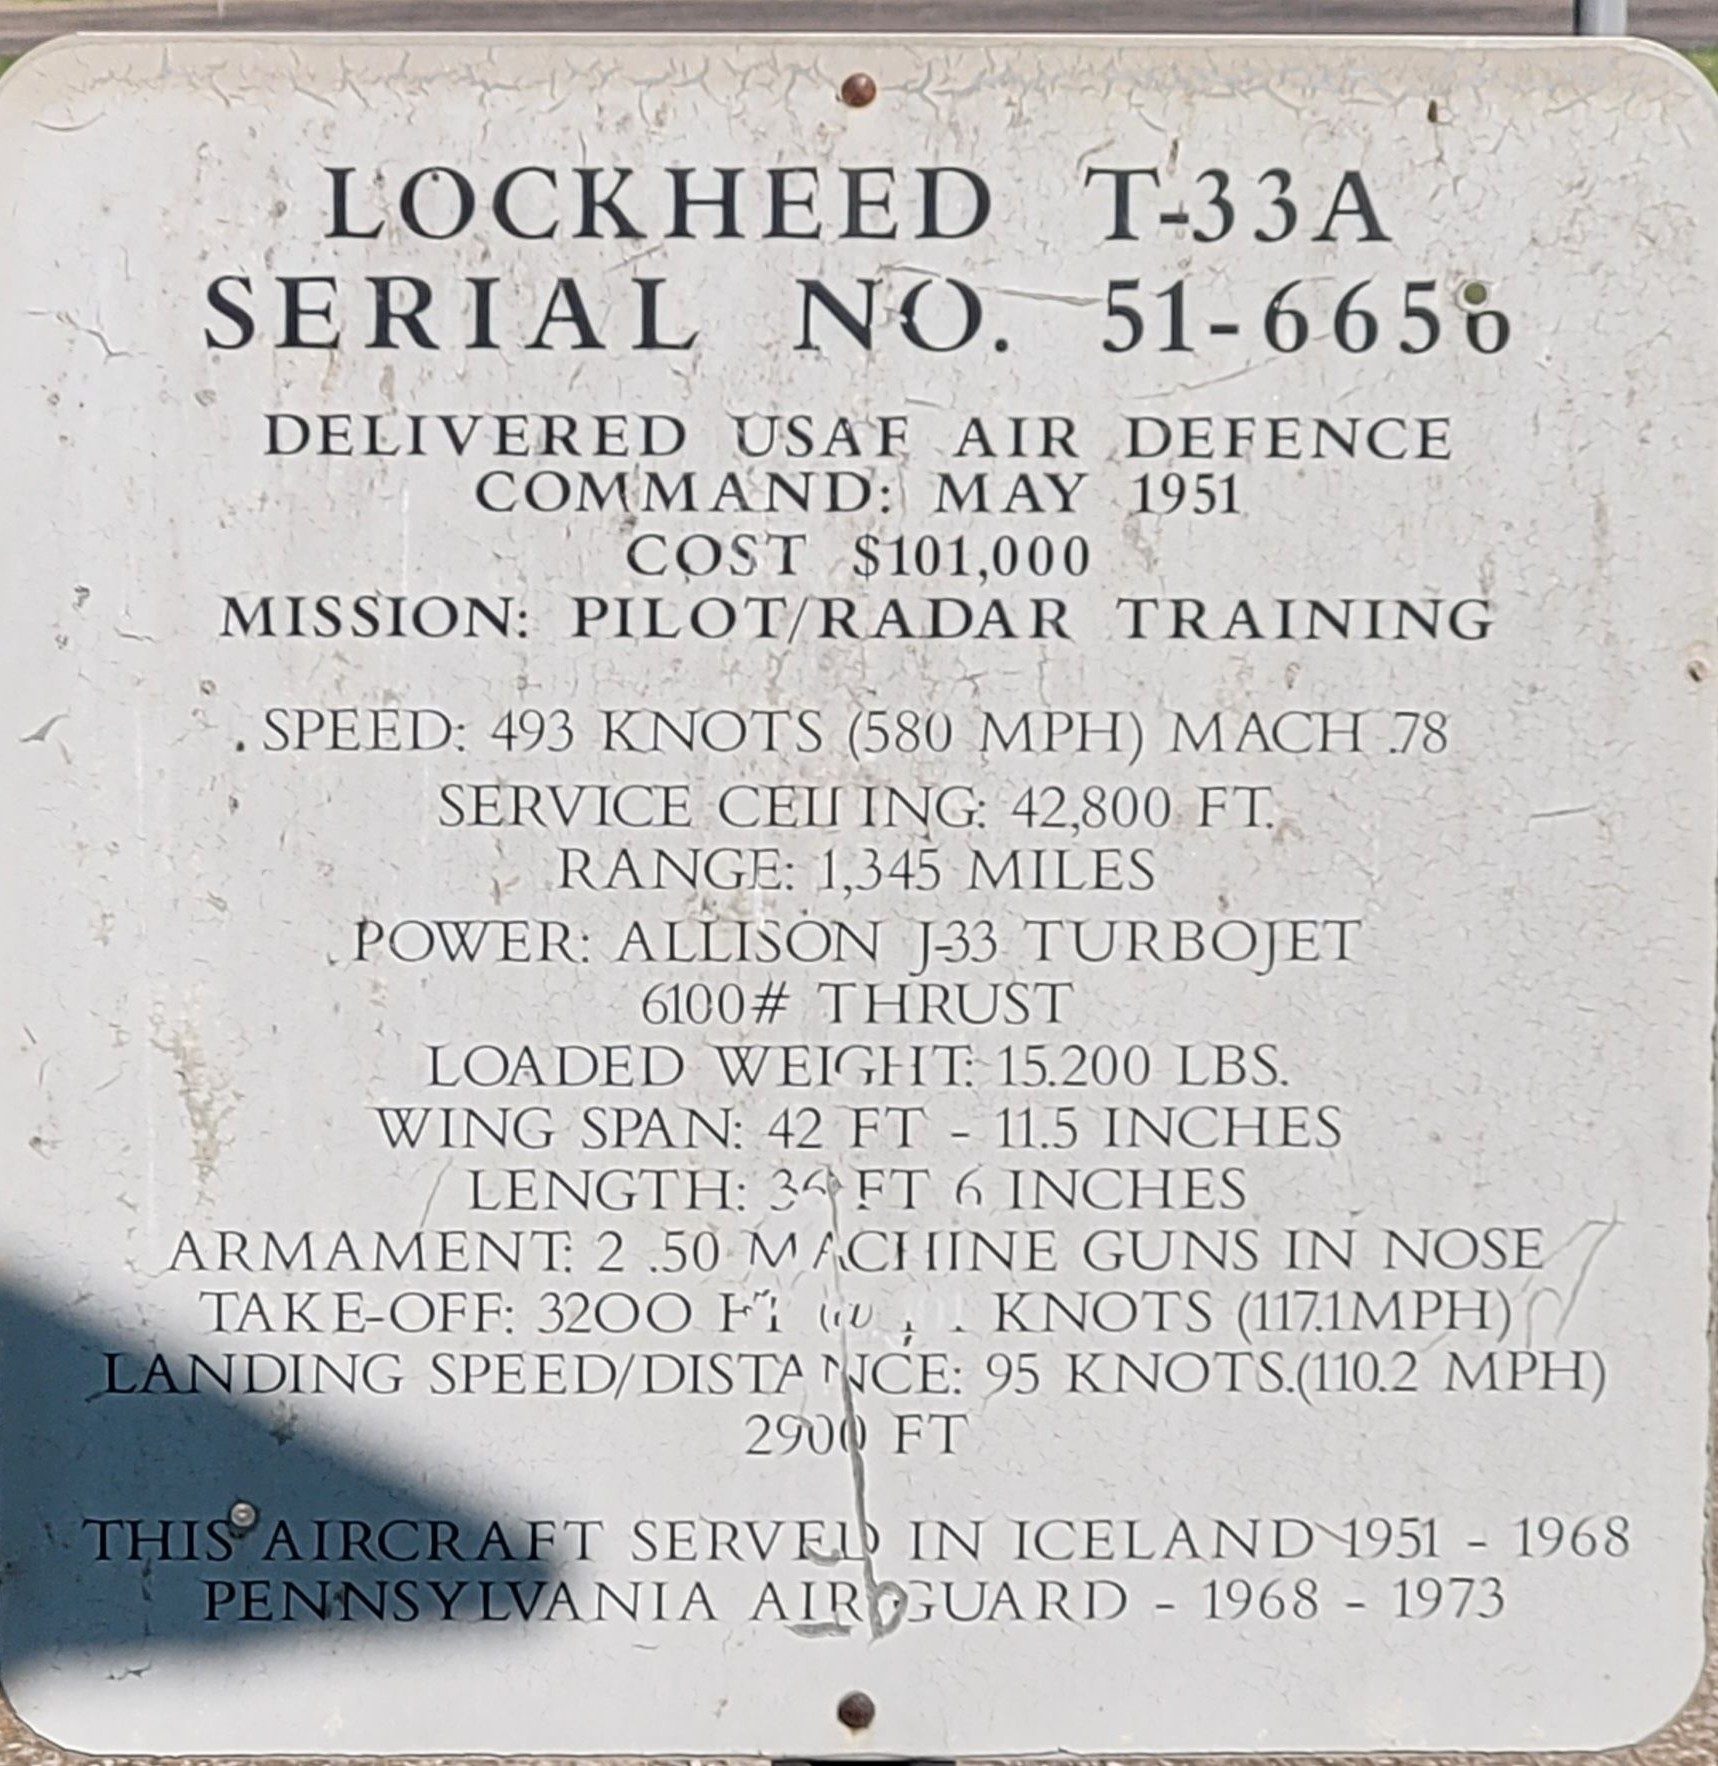 LOCKHEED T-33A
SERIAL NO. 51-6656
DELIVERED USAF AIR DEFENCE
COMMAND: MAY 1951
COST $101,000
MISSION: PILOT/RADAR TRAINING
SPEED: 493 KNOTS (580 MPH) MACH .78
SERVICE CEILING: 42,800 FT.
RANGE: 1,345 MILES
POWER: ALLISON J-33 TURBOJET
6100# THRUST
LOADED WEIGHT: 15.200 LBS.
WING SPAN: 42 FT - 11.5 INCHES
LENGTH: FT 6 INCHES
ARMAMENT: 2 .50 MACHINE GUNS IN NOSE
TAKE-OFF: 3200 FT KNOTS (117.1MPH)
LANDING SPEED/DISTANCE: 95 KNOTS.(110.2 MPH)
2900 FT
THIS AIRCRAFT SERVED IN ICELAND 1951 - 1968
PENNSYLVANIA AIR GUARD - 1968 - 1973